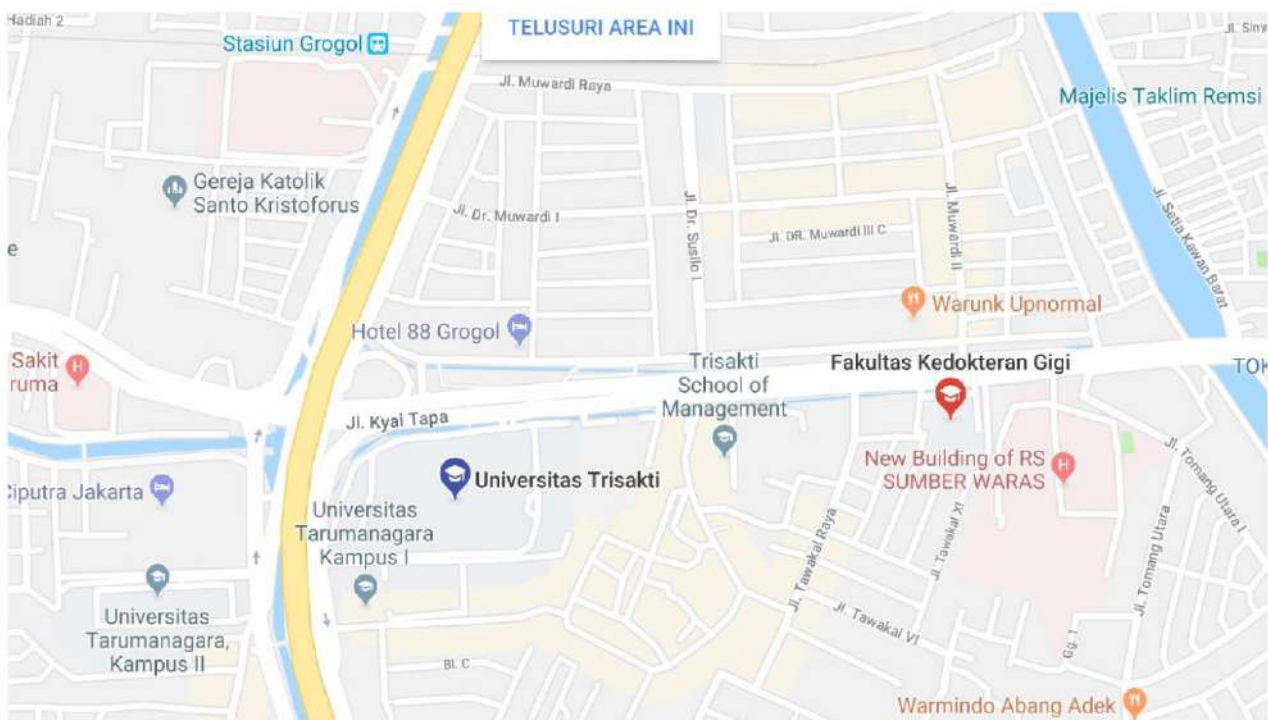 Hadiah 2
Stasiun Grogol
TELUSURI AREA INI
Jl. Muwardi Raya
Majelis Taklim Remsi
Gereja Katolik
Santo Kristoforus
Jl. Dr. Muwardi I
Jl. Dr. Susilo I
Jl. DR. Muwardi III C
Jl. Muwardi II
Jl. Setia Kawan Barat
e
Hotel 88 Grogol
Warunk Upnormal
Sakit
ruma
Trisakti
School of
Management
Fakultas Kedokteran Gigi
TOK
Jl. Kyai Tapa
New Building of RS
SUMBER WARAS
Jl. Tomang Utara I
Ciputra Jakarta
Universitas Trisakti
Universitas
Tarumanagara
Kampus I
Jl. Tawakal Raya
Jl. Tawakal XI
Jl. Tomang Utara
Universitas
Tarumanagara,
Kampus II
Jl. Tawakal VI
Gg. 1
Bl. C
Warmindo Abang Adek